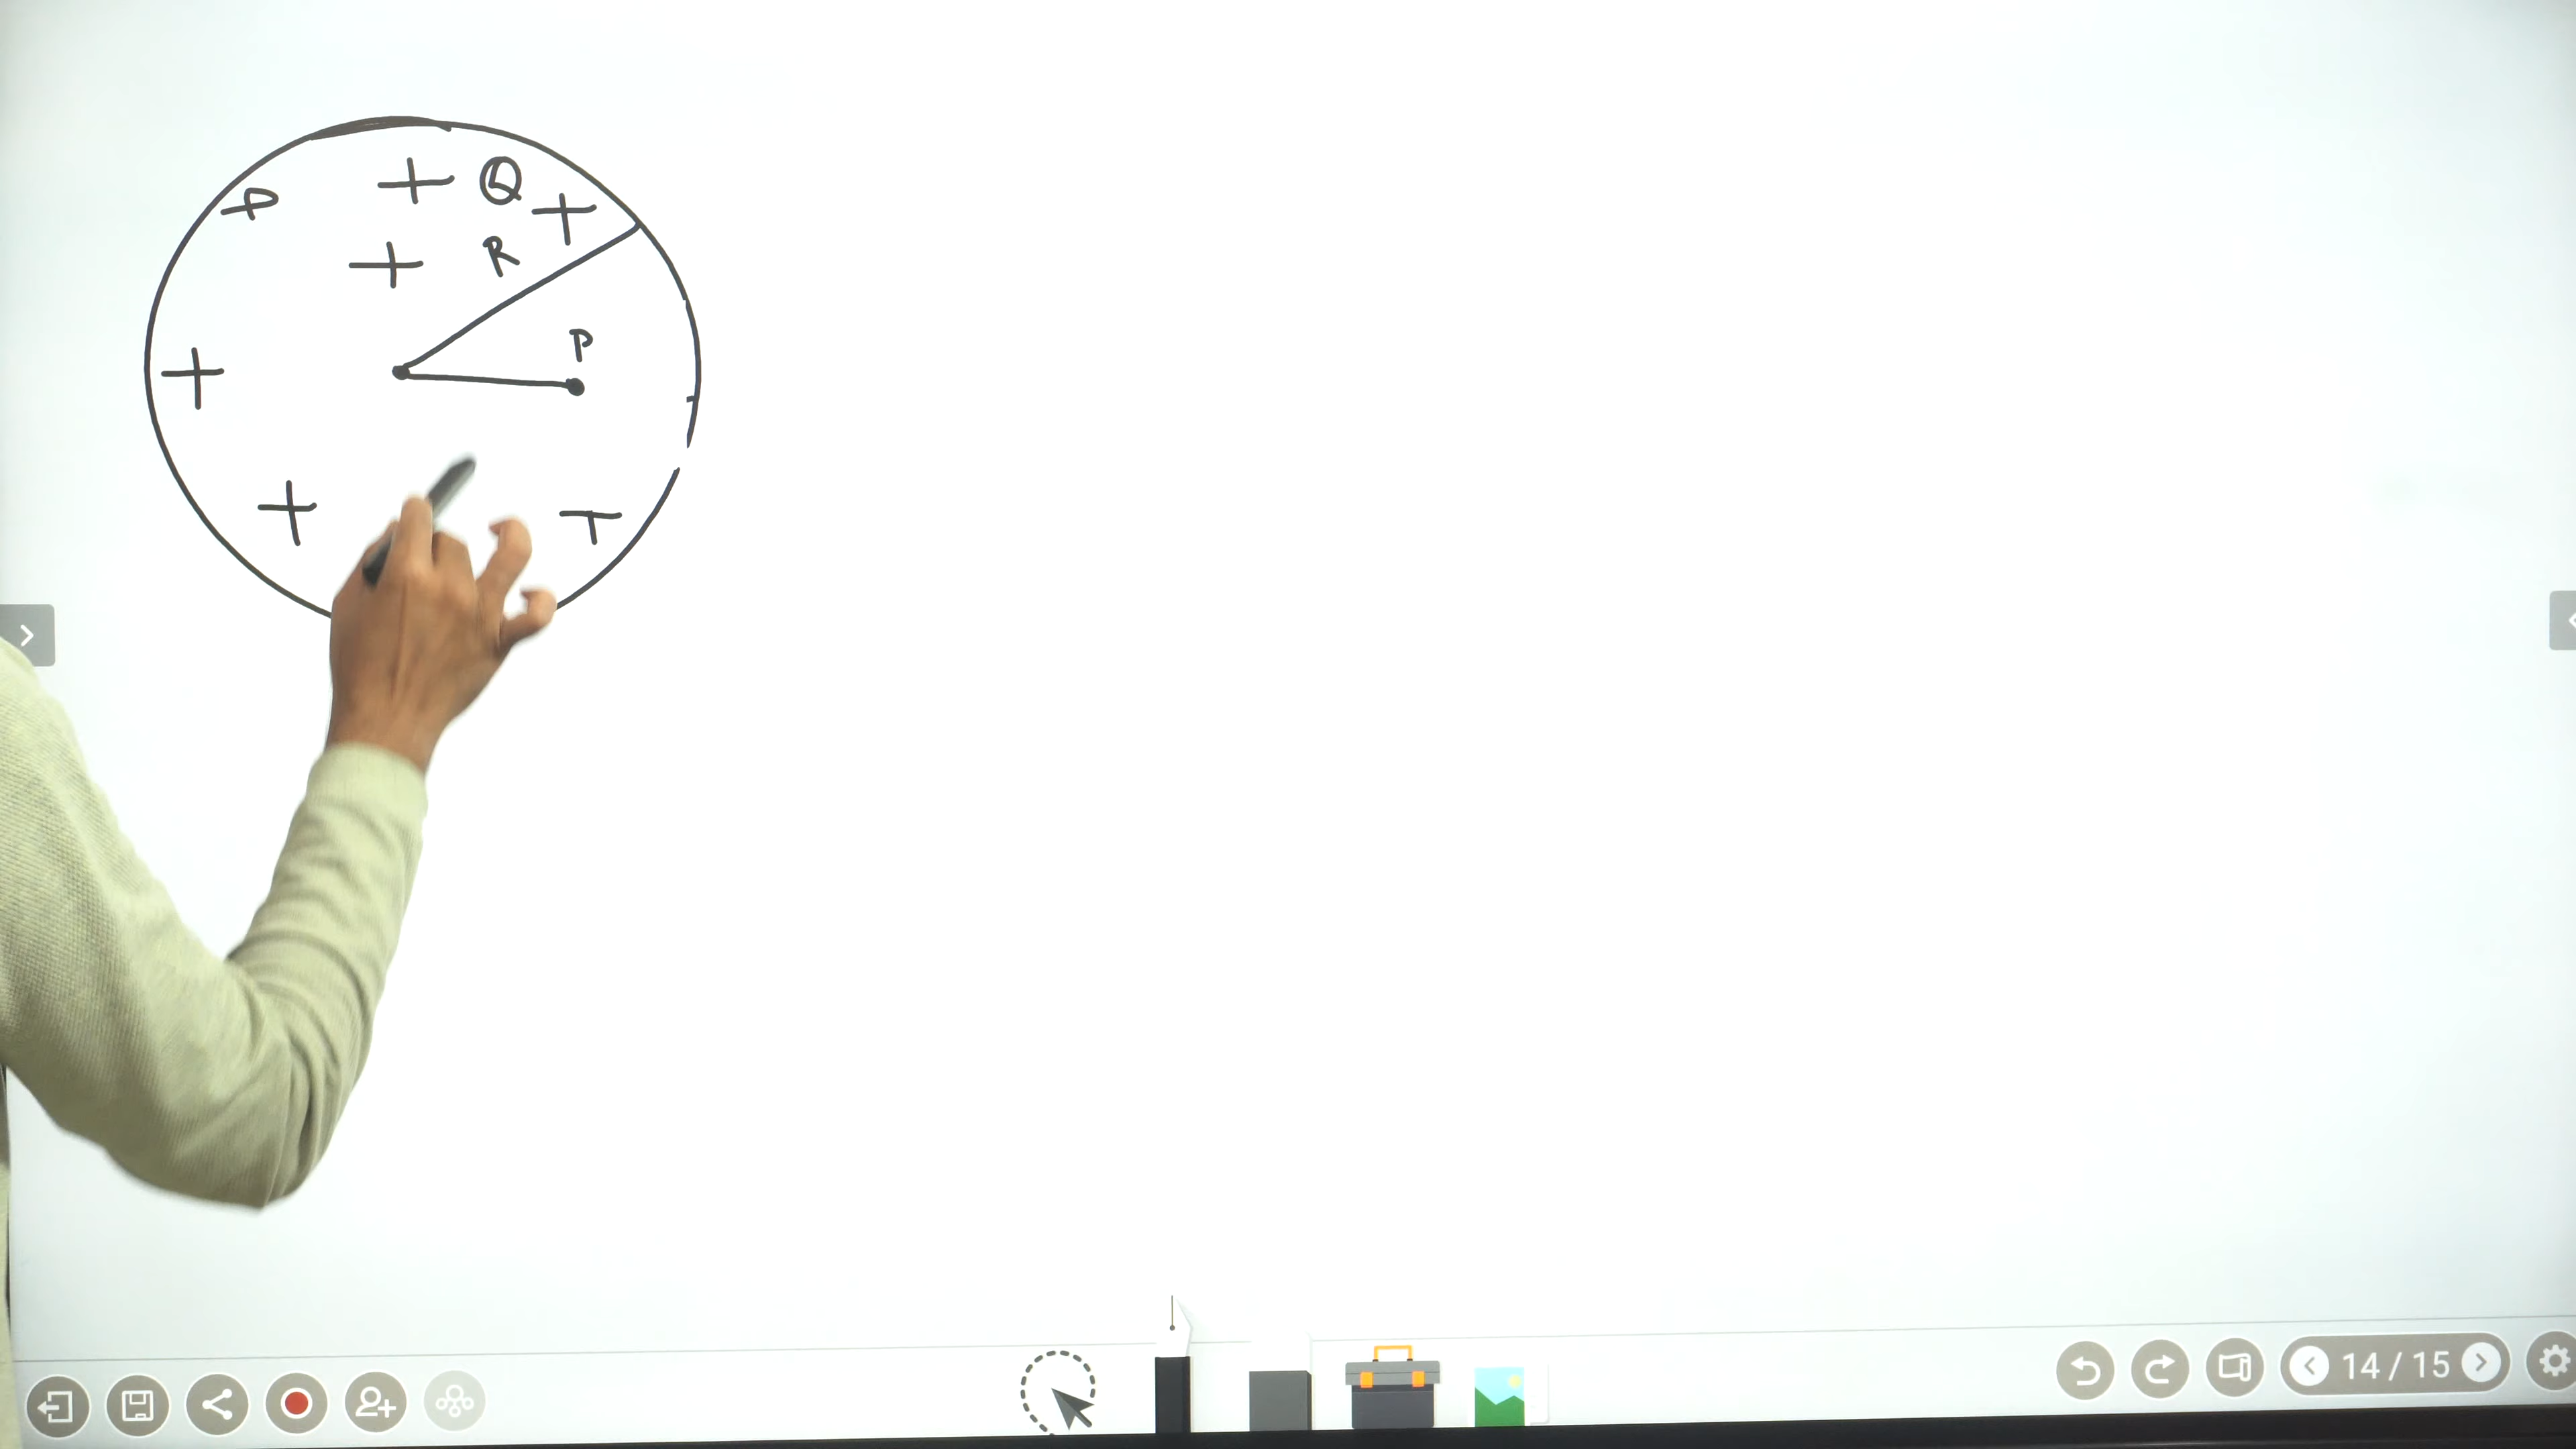 + Q +
+ R
P
+
+
14 / 15